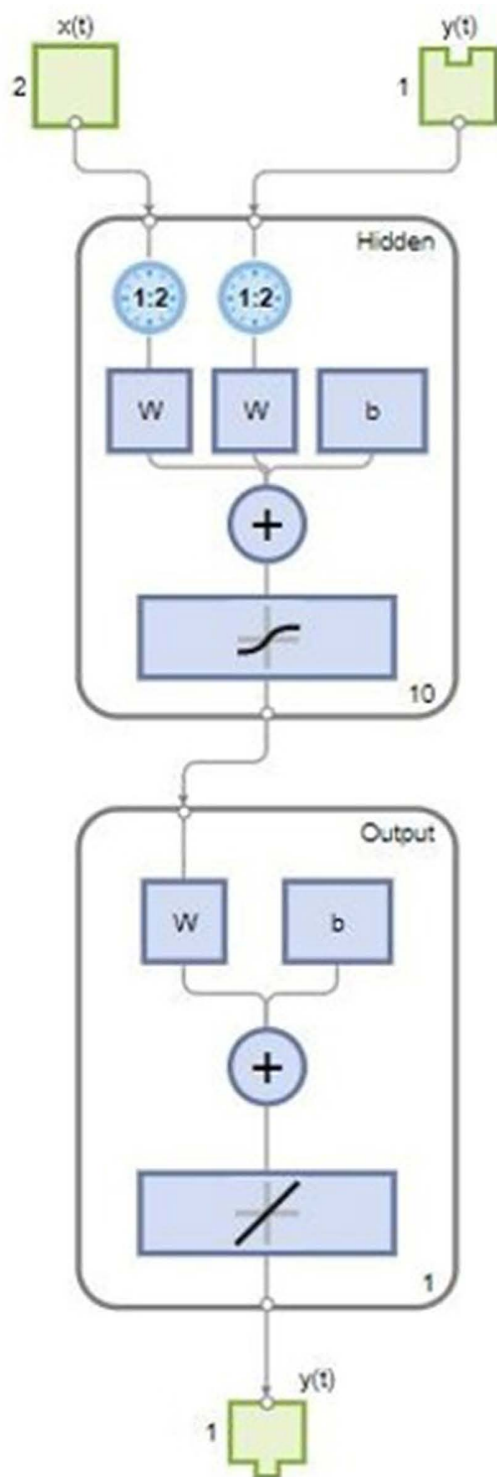 x(t) y(t)
2 1
Hidden
1:2 1:2
W W b
+
10
Output
W b
+
1
y(t)
1